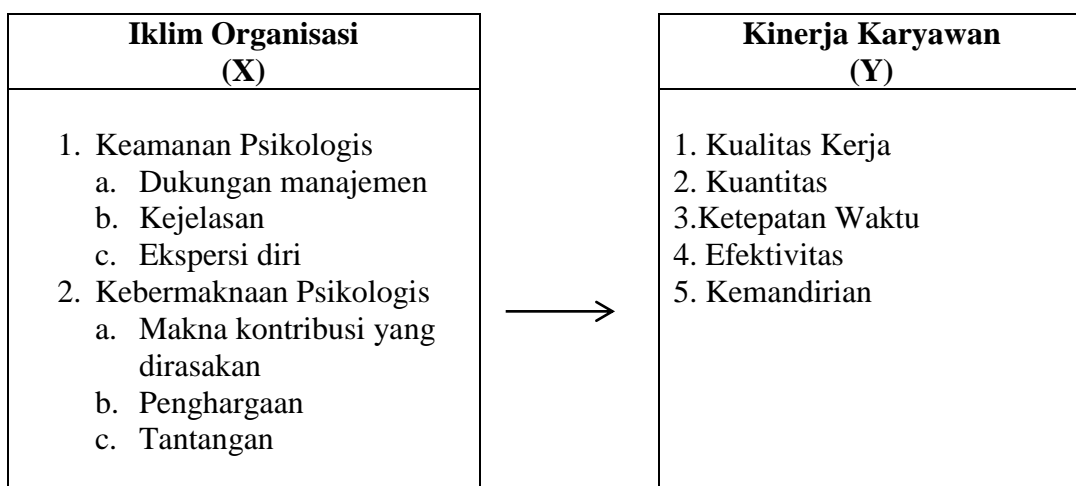 Iklim Organisasi
(X)
1. Keamanan Psikologis
a. Dukungan manajemen
b. Kejelasan
c. Ekspersi diri
2. Kebermaknaan Psikologis
a. Makna kontribusi yang
dirasakan
b. Penghargaan
c. Tantangan
Kinerja Karyawan
(Y)
1. Kualitas Kerja
2. Kuantitas
3.Ketepatan Waktu
4. Efektivitas
5. Kemandirian